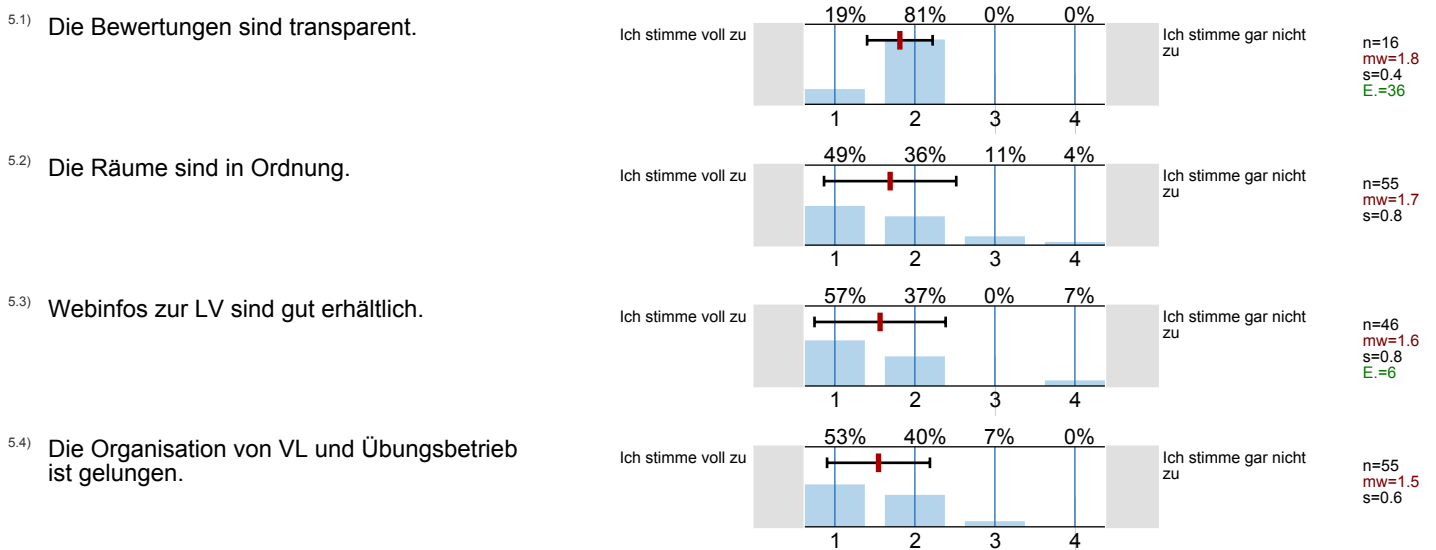 5.1) Die Bewertungen sind transparent.
Ich stimme voll zu
19% 81% 0% 0%
1 2 3 4
Ich stimme gar nicht
zu
n=16
mw=1.8
s=0.4
E.=36
5.2) Die Räume sind in Ordnung.
Ich stimme voll zu
49% 36% 11% 4%
1 2 3 4
Ich stimme gar nicht
zu
n=55
mw=1.7
s=0.8
5.3) Webinfos zur LV sind gut erhältlich.
Ich stimme voll zu
57% 37% 0% 7%
1 2 3 4
Ich stimme gar nicht
zu
n=46
mw=1.6
s=0.8
E.=6
5.4) Die Organisation von VL und Übungsbetrieb
ist gelungen.
Ich stimme voll zu
53% 40% 7% 0%
1 2 3 4
Ich stimme gar nicht
zu
n=55
mw=1.5
s=0.6